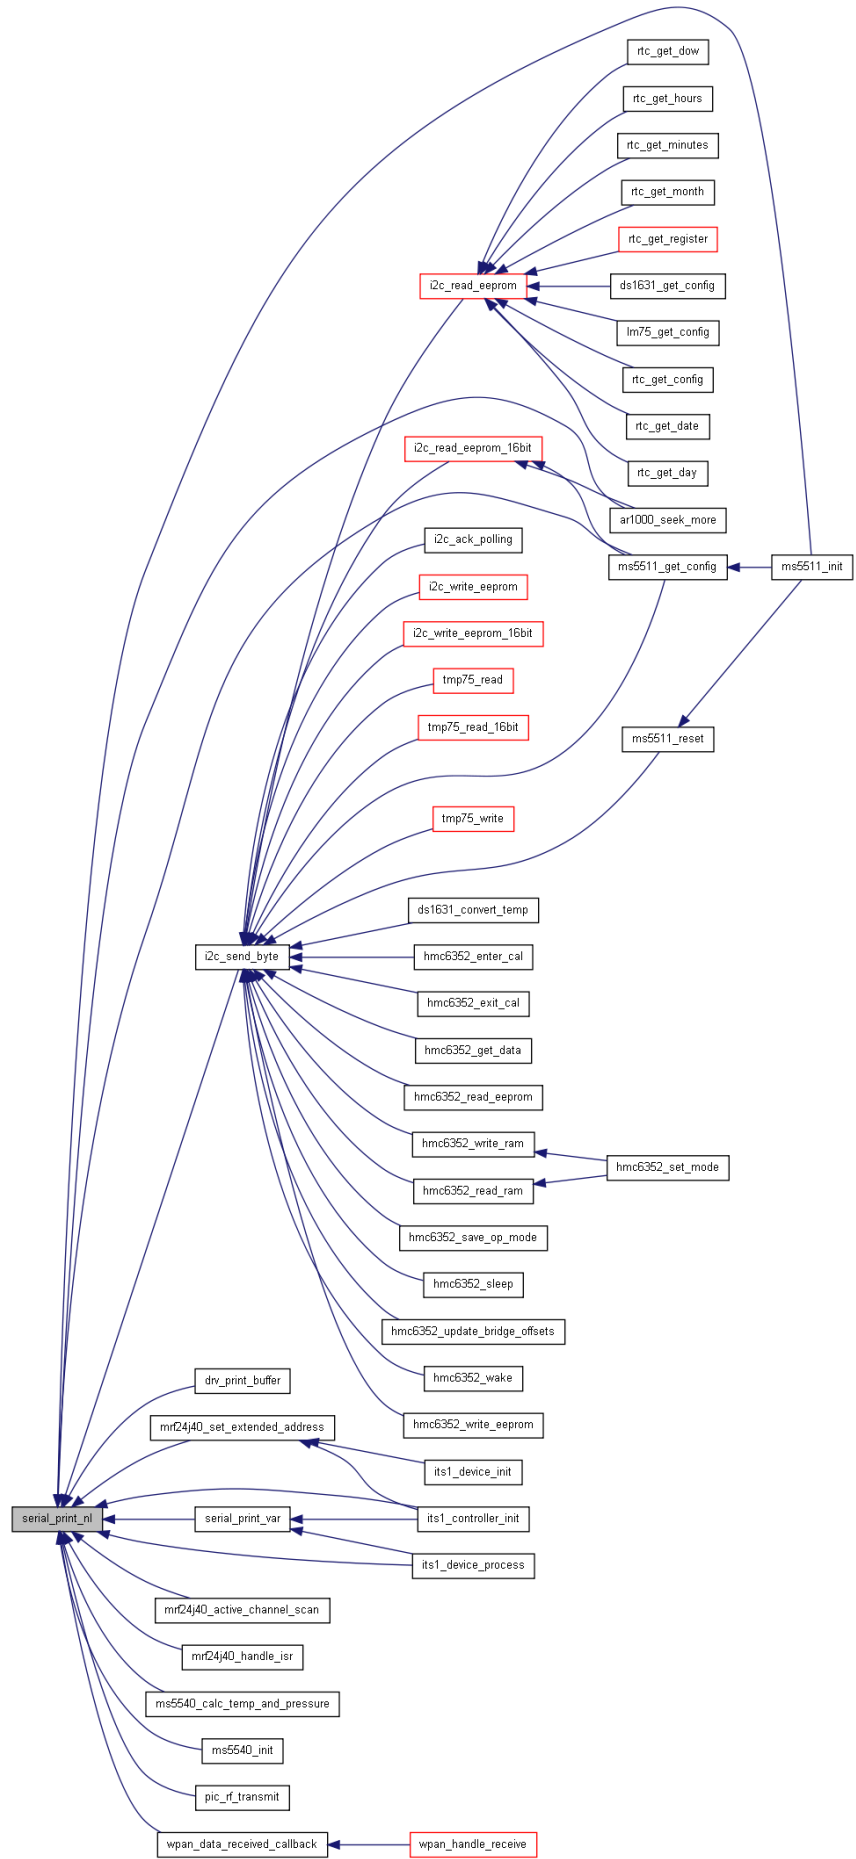 rtc_get_dow
rtc_get_hours
rtc_get_minutes
rtc_get_month
rtc_get_register
i2c_read_eeprom
ds1631_get_config
lm75_get_config
rtc_get_config
rtc_get_date
i2c_read_eeprom_16bit
rtc_get_day
ar1000_seek_more
i2c_ack_polling
ms5511_get_config
ms5511_init
i2c_write_eeprom
i2c_write_eeprom_16bit
tmp75_read
tmp75_read_16bit
ms5511_reset
tmp75_write
ds1631_convert_temp
i2c_send_byte
hmc6352_enter_cal
hmc6352_exit_cal
hmc6352_get_data
hmc6352_read_eeprom
hmc6352_write_ram
hmc6352_set_mode
hmc6352_read_ram
hmc6352_save_op_mode
hmc6352_sleep
hmc6352_update_bridge_offsets
drv_print_buffer
hmc6352_wake
hmc6352_write_eeprom
mrf24j40_set_extended_address
its1_device_init
serial_print_nl
serial_print_var
its1_controller_init
its1_device_process
mrf24j40_active_channel_scan
mrf24j40_handle_isr
ms5540_calc_temp_and_pressure
ms5540_init
pic_rf_transmit
wpan_data_received_callback
wpan_handle_receive